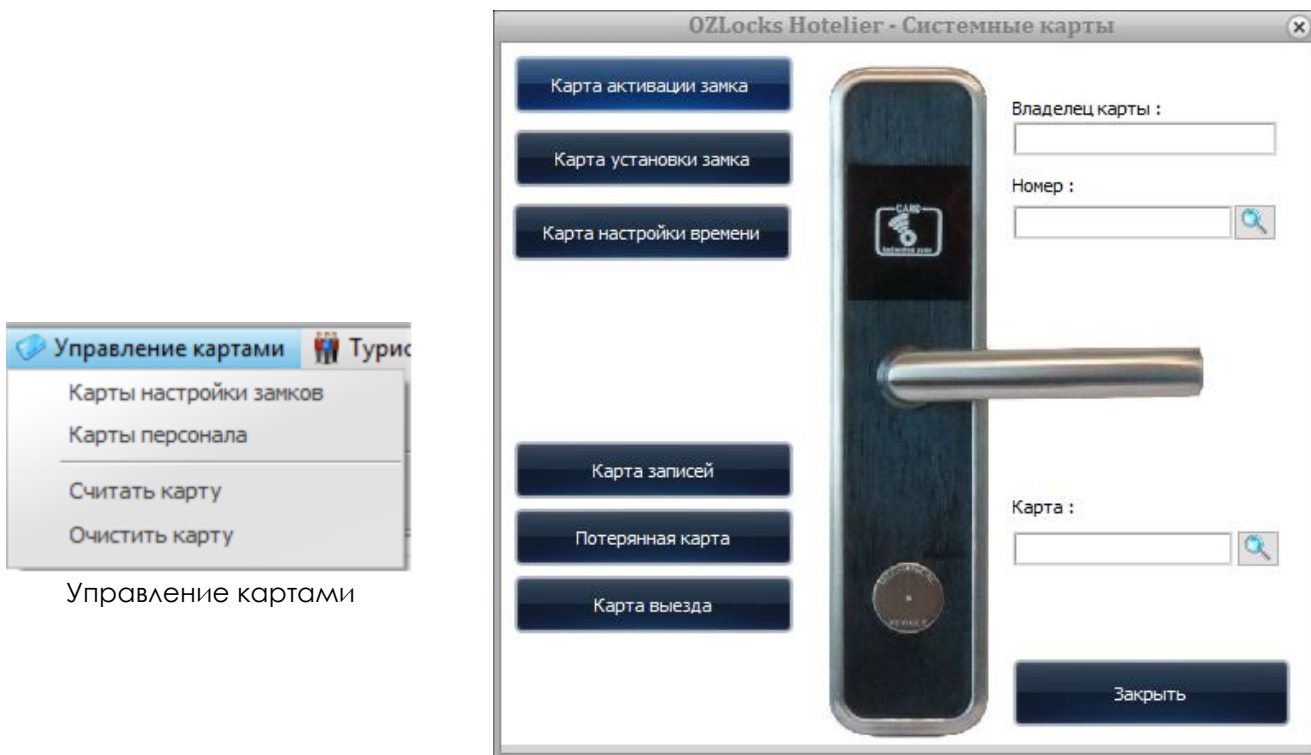 OZLocks Hotelier - Системные карты
Карта активации замка
Карта установки замка
Карта настройки времени
Владелец карты :
Номер :
CARD
Управление картами
Турис
Карты настройки замков
Карты персонала
Считать карту
Очистить карту
Управление картами
Карта записей
Потерянная карта
Карта выезда
Карта :
Закрыть